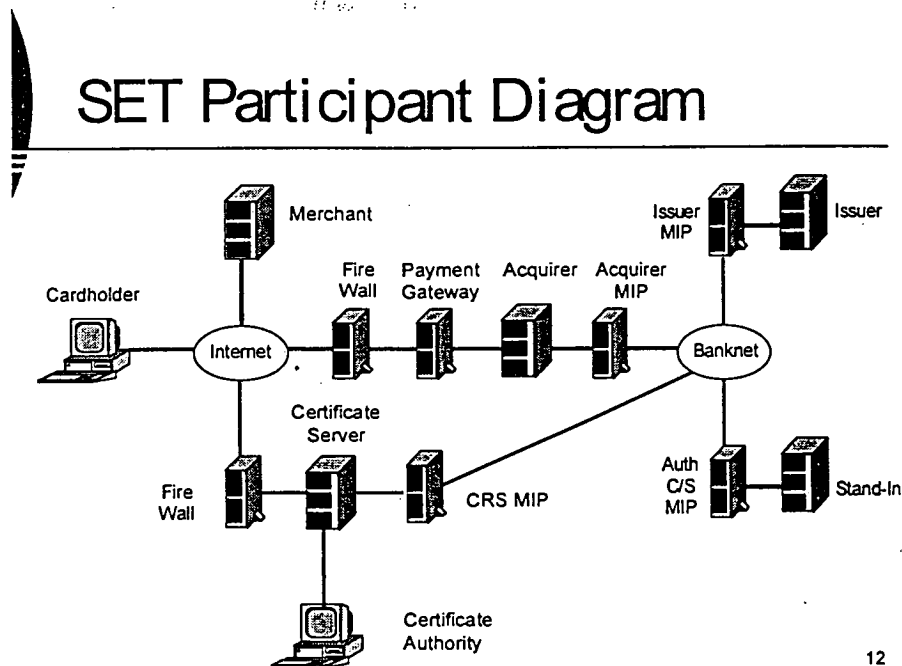 SET Participant Diagram
Merchant
Issuer
MIP
Issuer
Fire
Wall
Payment
Gateway
Acquirer
Acquirer
MIP
Cardholder
Internet
Banknet
Certificate
Server
Fire
Wall
CRS MIP
Auth
C/S
MIP
Stand-In
Certificate
Authority
12